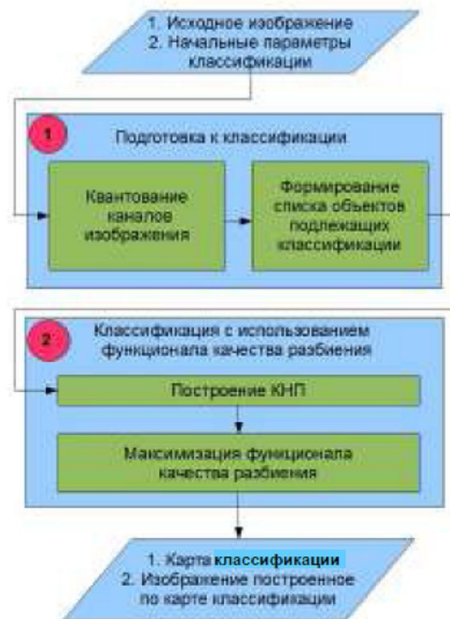 1. Исходное изображение
2. Начальные параметры
классификации
1
Подготовка к классификации
Квантование
каналов
изображения
Формирование
списка объектов
подлежащих
классификации
2
Классификация с использованием
функционала качества разбиения
Построение КНП
Максимизация функционала
качества разбиения
1. Карта классификации
2. Изображение построенное
по карте классификации